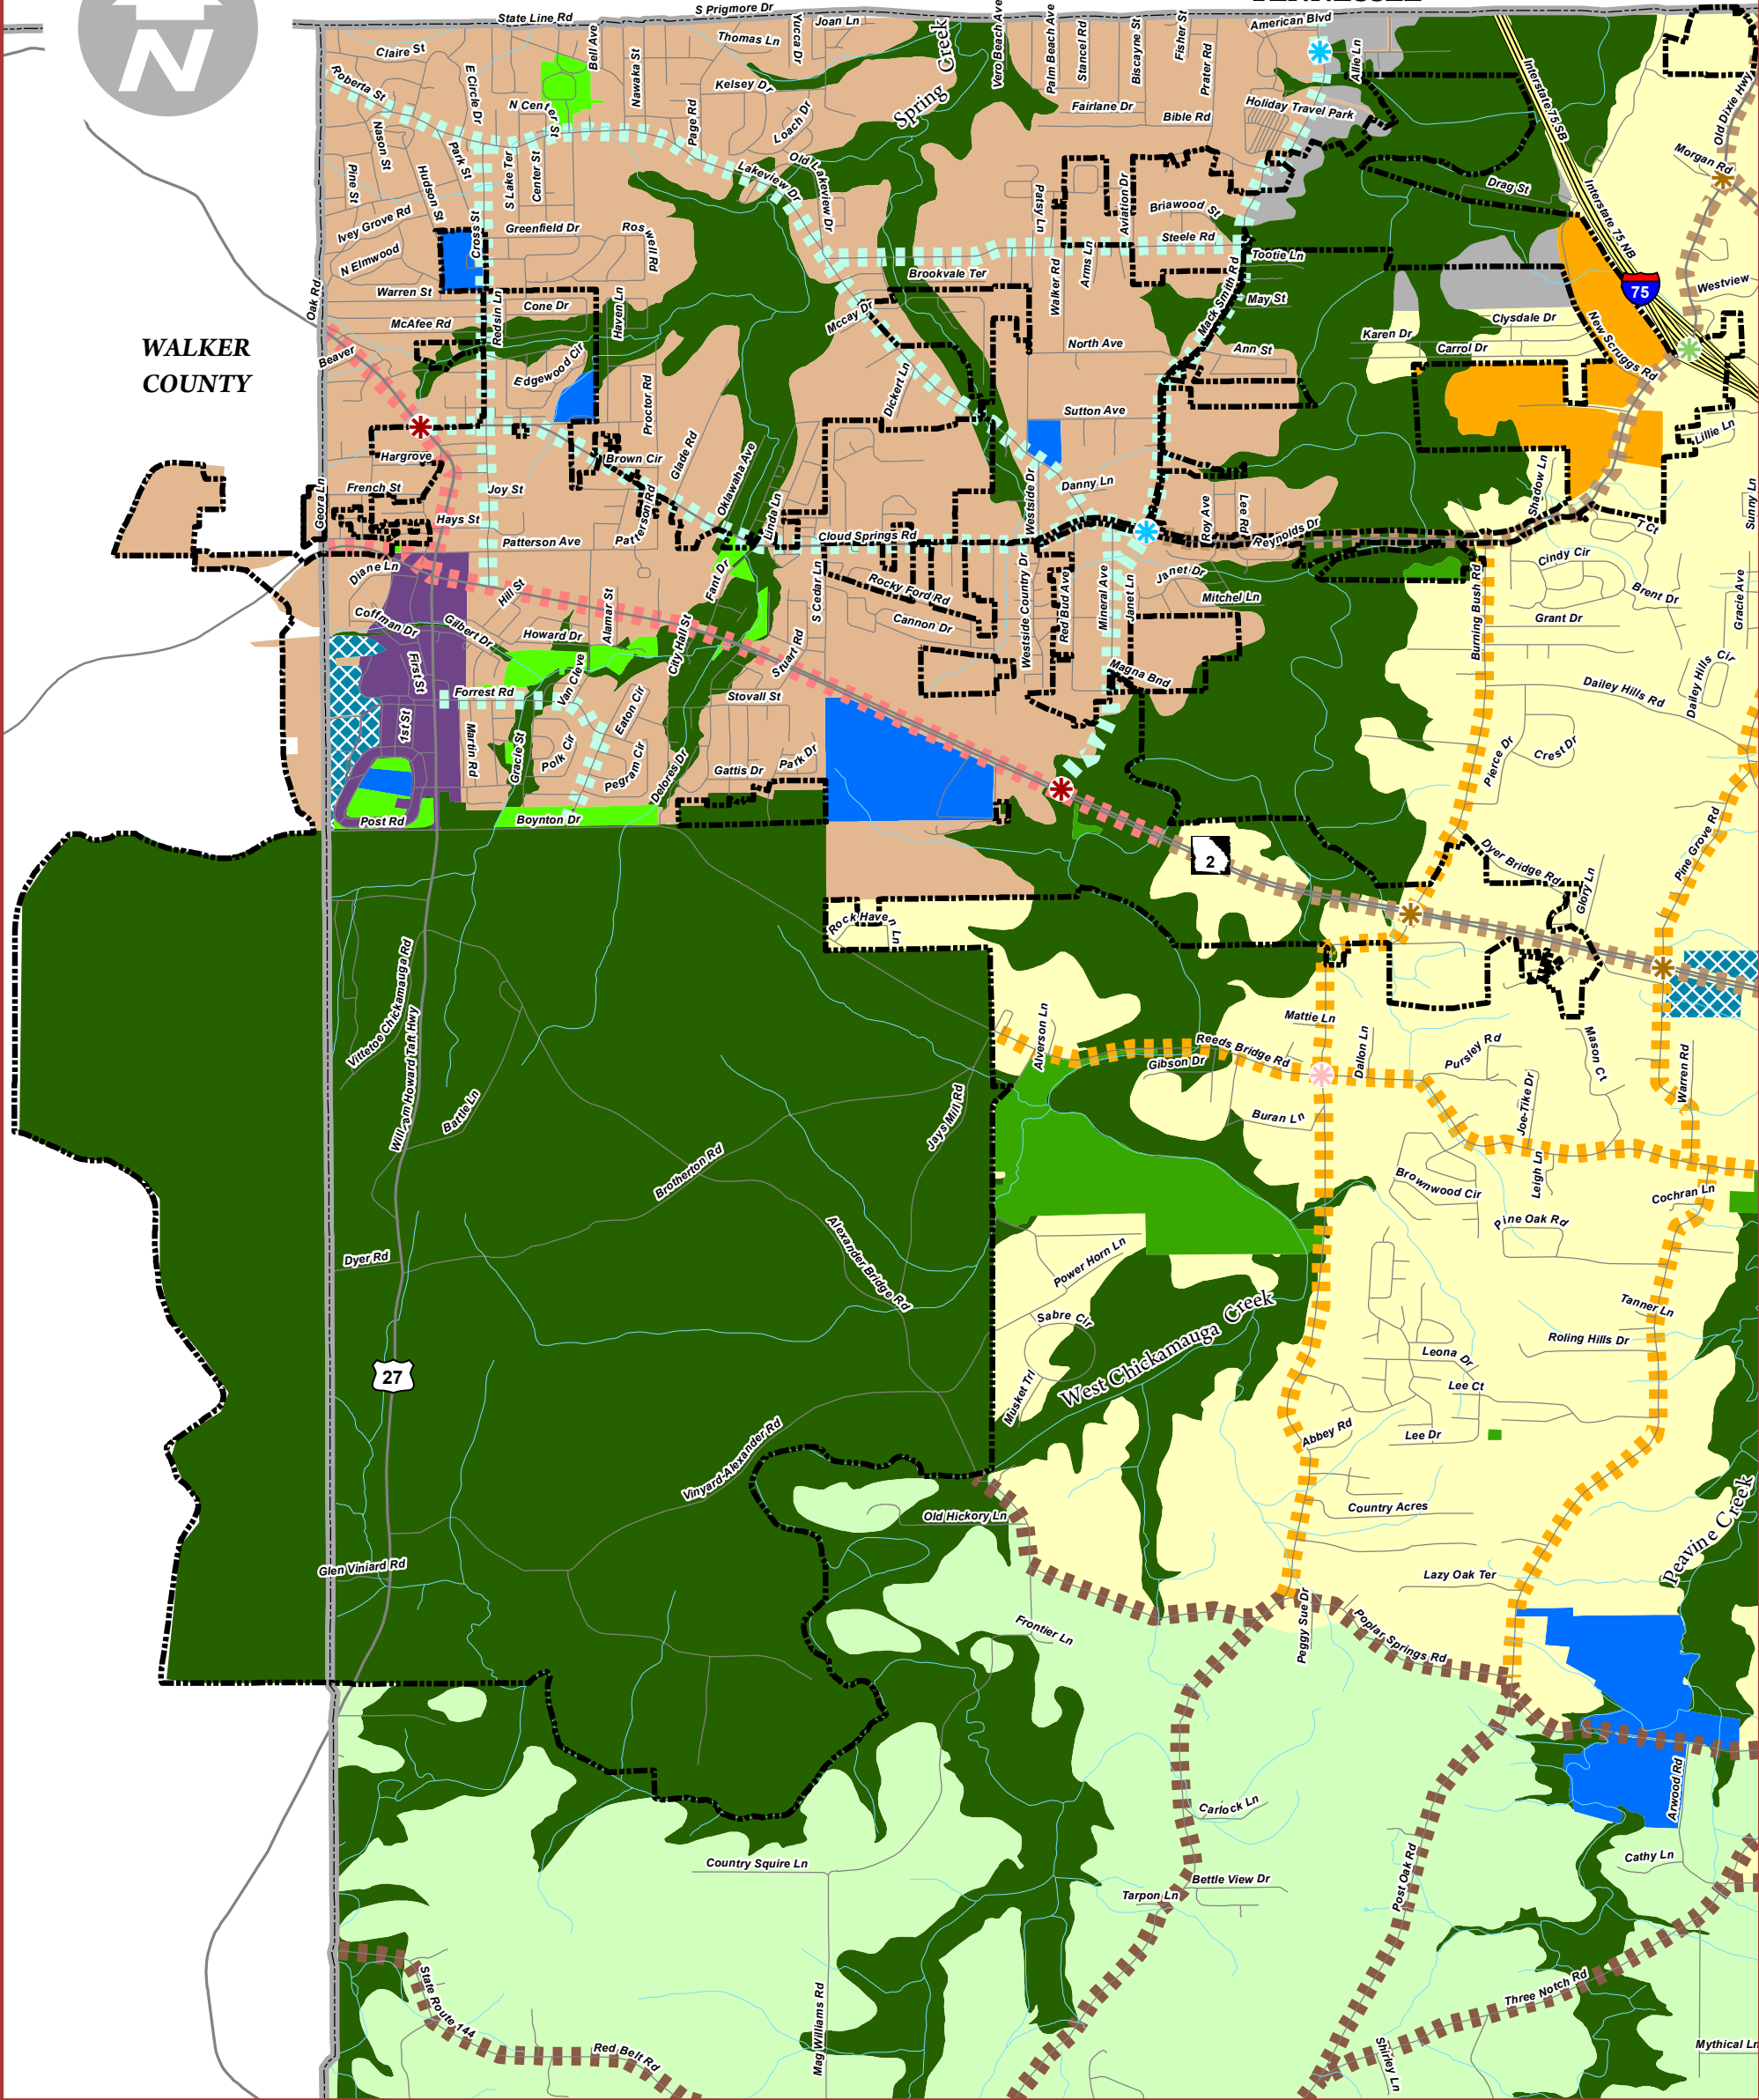 TENNESSEE
N
State Line Rd
S Prigmore Dr
Joan Ln
American Blvd
Claire St
Thomas Ln
Yucca Dr
Bell Ave
Nawaka St
Spring Creek
Vero Beach Ave
Palm Beach Ave
Stancel Rd
Biscayne St
Fisher St
Prater Rd
Allie Ln
Interstate 75 SB
Old Dixie Hwy
Roberta St
E Circle Dr
N Center St
Kelsey Dr
Page Rd
Loach Dr
Fairlane Dr
Bible Rd
Holiday Travel Park
Nason St
Park St
Pine St
Hudson St
S Lake Ter
Center St
Lakeview Dr
Old Lakeview Dr
Morgan Rd
Drag St
Interstate 75 NB
Ivey Grove Rd
Cross St
Greenfield Dr
Roswell Rd
Patsy Ln
Aviation Dr
Briawood St
Steele Rd
N Elmwood
Tootie Ln
Brookvale Ter
Walker Rd
Arms Ln
Oak Rd
Warren St
Cone Dr
Haven Ln
Redsin Ln
Mccay Dr
Mack Smith Rd
May St
75
Westview
McAfee Rd
Karen Dr
Clysdale Dr
New Scruggs Rd
WALKER
COUNTY
Beaver
North Ave
Ann St
Carrol Dr
Edgewood Cir
Proctor Rd
Dickert Ln
Sutton Ave
Lillie Ln
Hargrove
Brown Cir
Glade Rd
Oklawaha Ave
French St
Joy St
Geora Ln
Hays St
Patterson Rd
Linda Ln
Westside Dr
Danny Ln
Roy Ave
Lee Rd
Reynolds Dr
Shadow Ln
Sunny Ln
7 Ct
Patterson Ave
Cloud Springs Rd
Diane Ln
Hill St
Alamar St
Fant Dr
S Cedar Ln
Rocky Ford Rd
Westside Country Dr
Red Bud Ave
Mineral Ave
Janet Ln
Janet Dr
Mitchel Ln
Burning Bush Rd
Cindy Cir
Brent Dr
Gracie Ave
Coffman Dr
Gilbert Dr
Howard Dr
City Hall St
Stuart Rd
Cannon Dr
Grant Dr
First St
Forrest Rd
Van Cleve
Stovall St
Magna Bnd
Dailey Hills Rd
Dailey Hills Cir
1st St
Martin Rd
Gracie St
Polk Cir
Eaton Cir
Pegram Cir
Delores Dr
Gattis Dr
Park Dr
Pierce Dr
Crest Dr
Post Rd
Boynton Dr
2
Dyer Bridge Rd
Glory Ln
Pine Grove Rd
Rock Haven Ln
Vittetoe Chickamauga Rd
William Howard Taft Hwy
Alverson Ln
Mattie Ln
Reeds Bridge Rd
Gibson Dr
Dallon Ln
Pursley Rd
Mason Ct
Warren Rd
Battle Ln
Jays Mill Rd
Buran Ln
Joe-Tike Dr
Brotherton Rd
Brownwood Cir
Leigh Ln
Cochran Ln
Pine Oak Rd
Dyer Rd
Alexander Bridge Rd
Power Horn Ln
Sabre Cir
West Chickamauga Creek
Tanner Ln
Roling Hills Dr
27
Leona Dr
Lee Ct
Musket Trl
Abbey Rd
Lee Dr
Vinyard-Alexander Rd
Old Hickory Ln
Country Acres
Peavine Creek
Glen Viniard Rd
Lazy Oak Ter
Frontier Ln
Peggy Sue Dr
Poplar Springs Rd
Arwood Rd
Carlock Ln
Country Squire Ln
Bettle View Dr
Tarpon Ln
Post Oak Rd
Cathy Ln
State Route 144
Red Belt Rd
Mag Williams Rd
Three Notch Rd
Shirley Ln
Mythical Ln